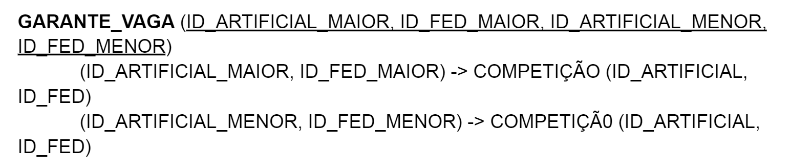 GARANTE_VAGA (ID_ARTIFICIAL_MAIOR, ID_FED_MAIOR, ID_ARTIFICIAL_MENOR,
ID_FED_MENOR)
(ID_ARTIFICIAL_MAIOR, ID_FED_MAIOR) -> COMPETIÇÃO (ID_ARTIFICIAL,
ID_FED)
(ID_ARTIFICIAL_MENOR, ID_FED_MENOR) -> COMPETIÇÃ0 (ID_ARTIFICIAL,
ID_FED)